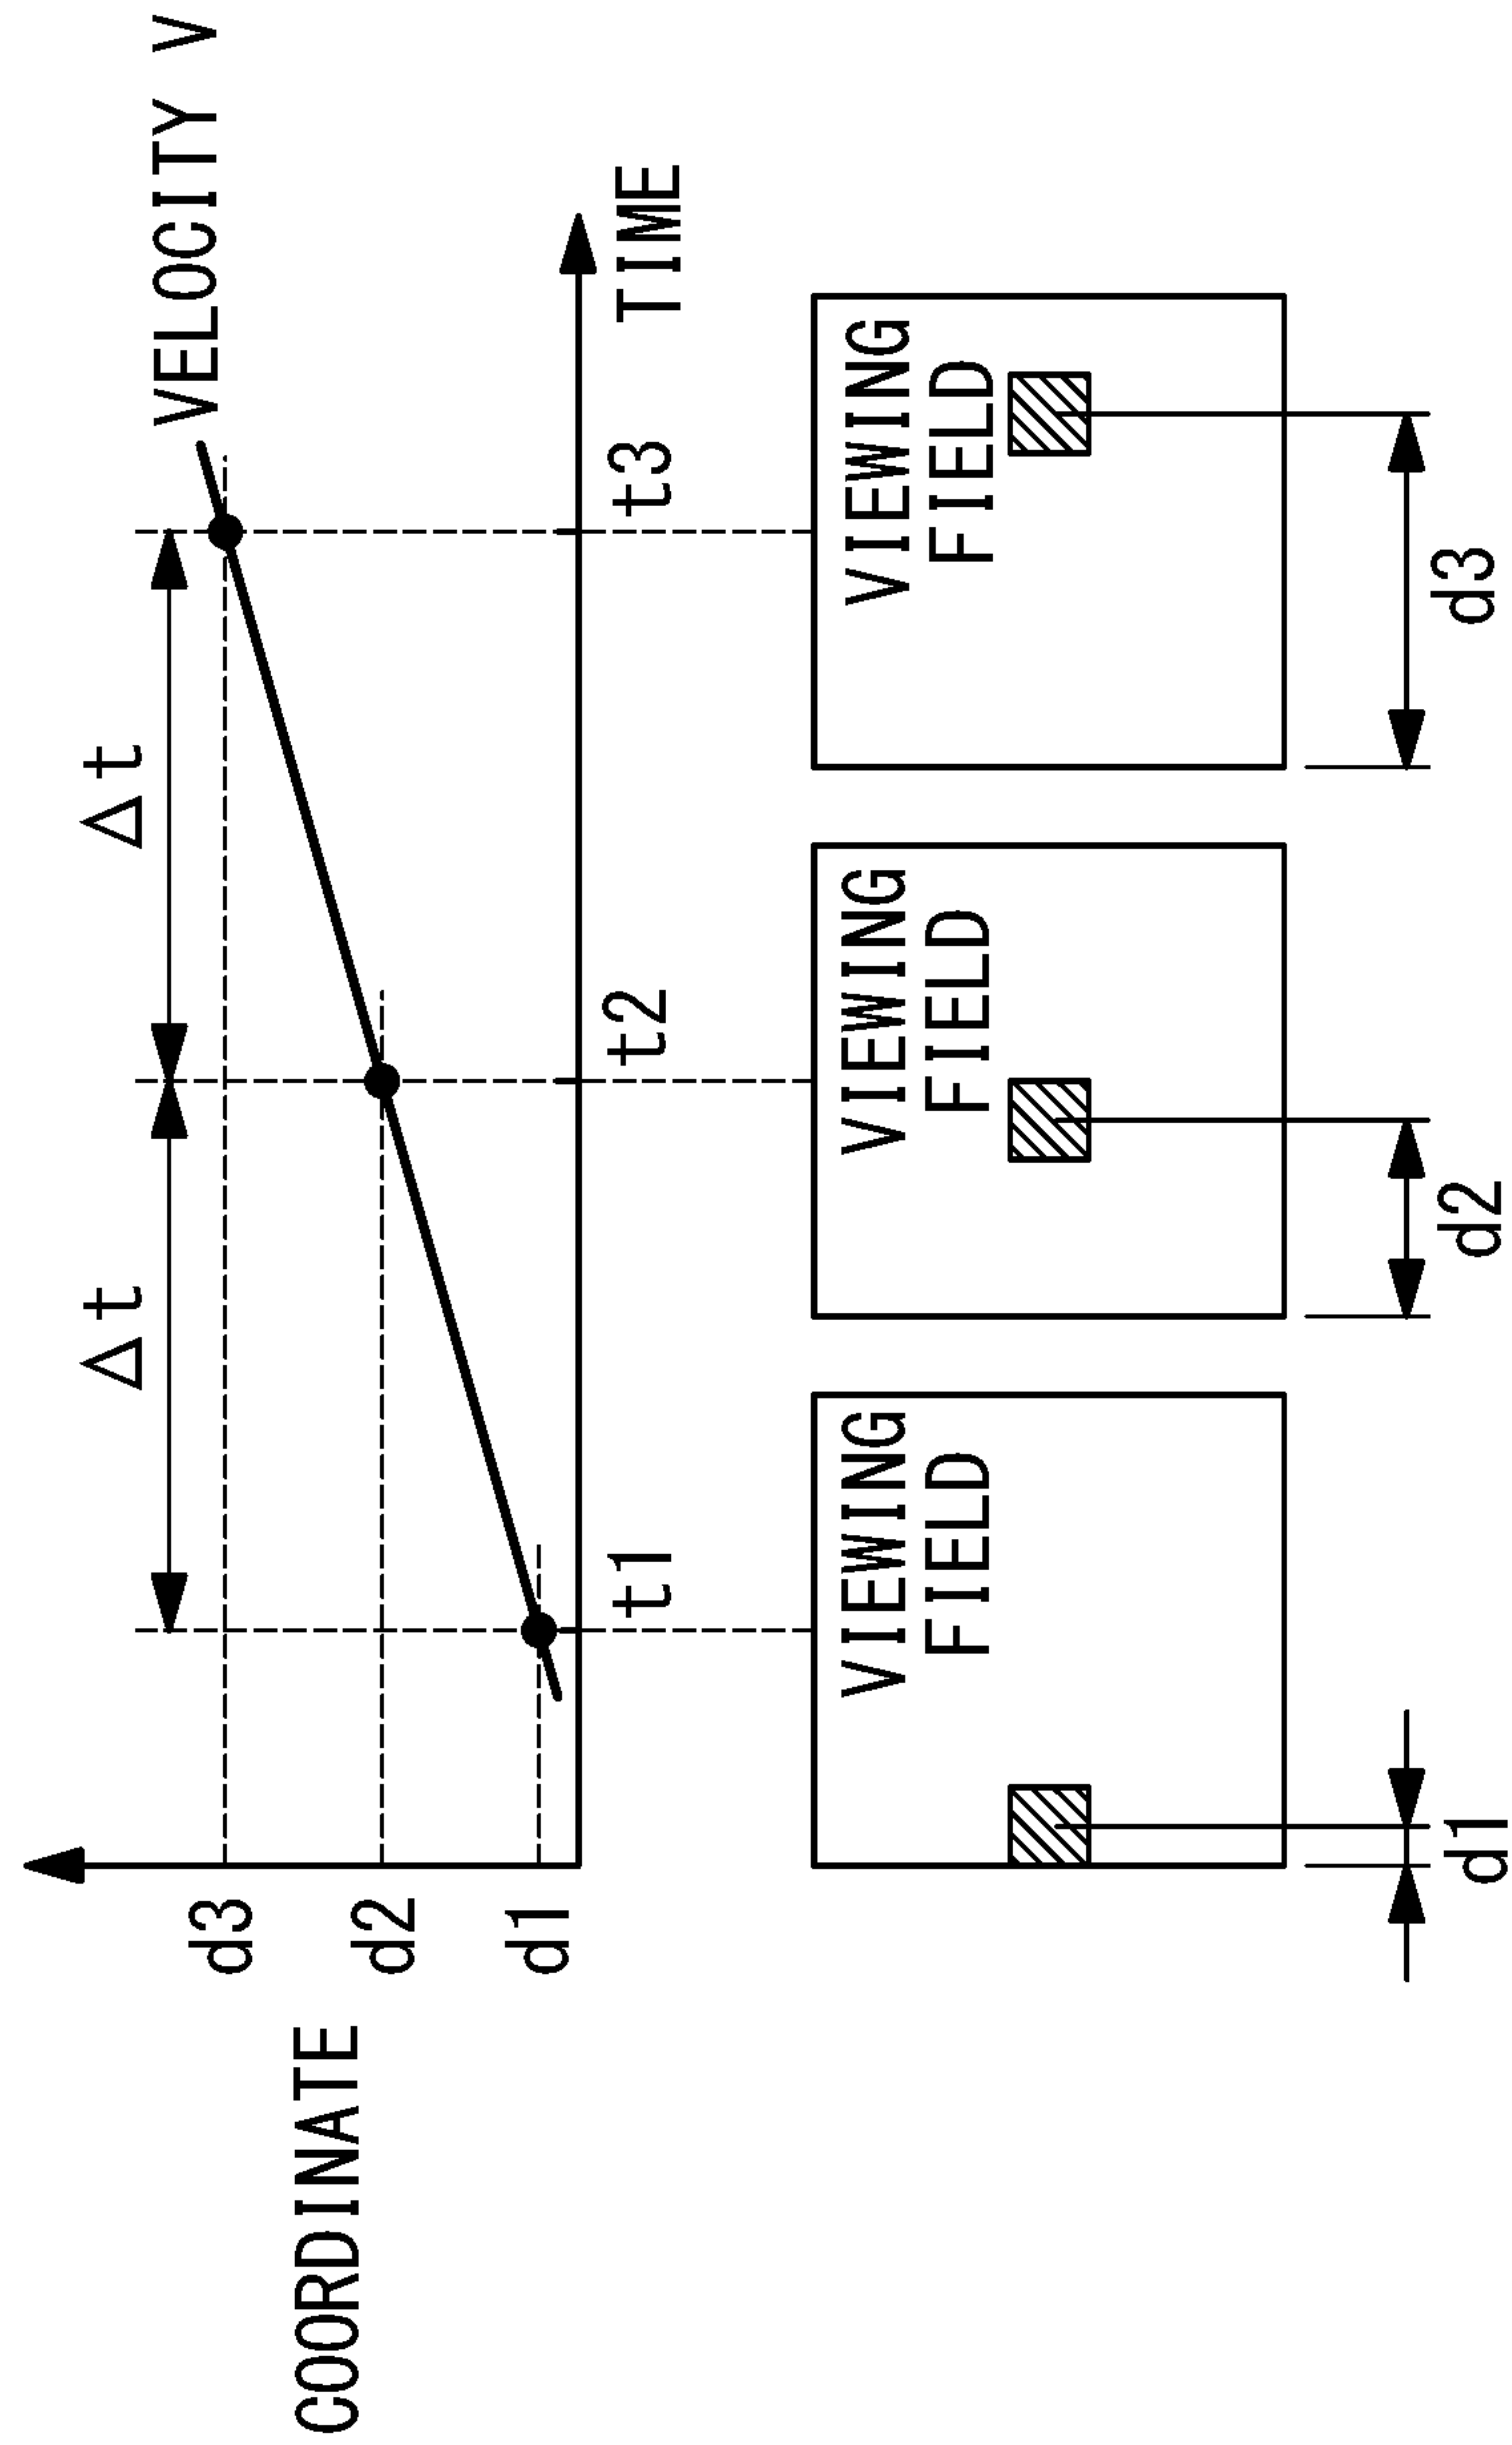 Δt
Δt
VELOCITY V
COORDINATE
d3
d2
d1
t1
t2
t3
TIME
VIEWING
FIELD
VIEWING
FIELD
VIEWING
FIELD
d1
d2
d3